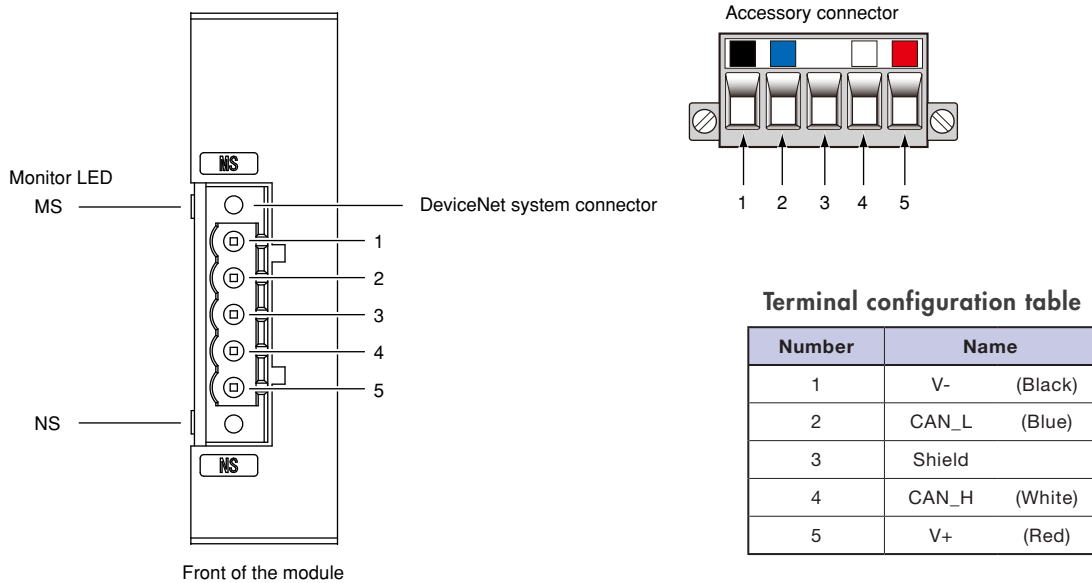 Accessory connector
1 2 3 4 5
NS
Monitor LED
MS
DeviceNet system connector
1
2
3
4
5
NS
NS
Front of the module
Terminal configuration table
Number Name
1 V- (Black)
2 CAN_L (Blue)
3 Shield
4 CAN_H (White)
5 V+ (Red)